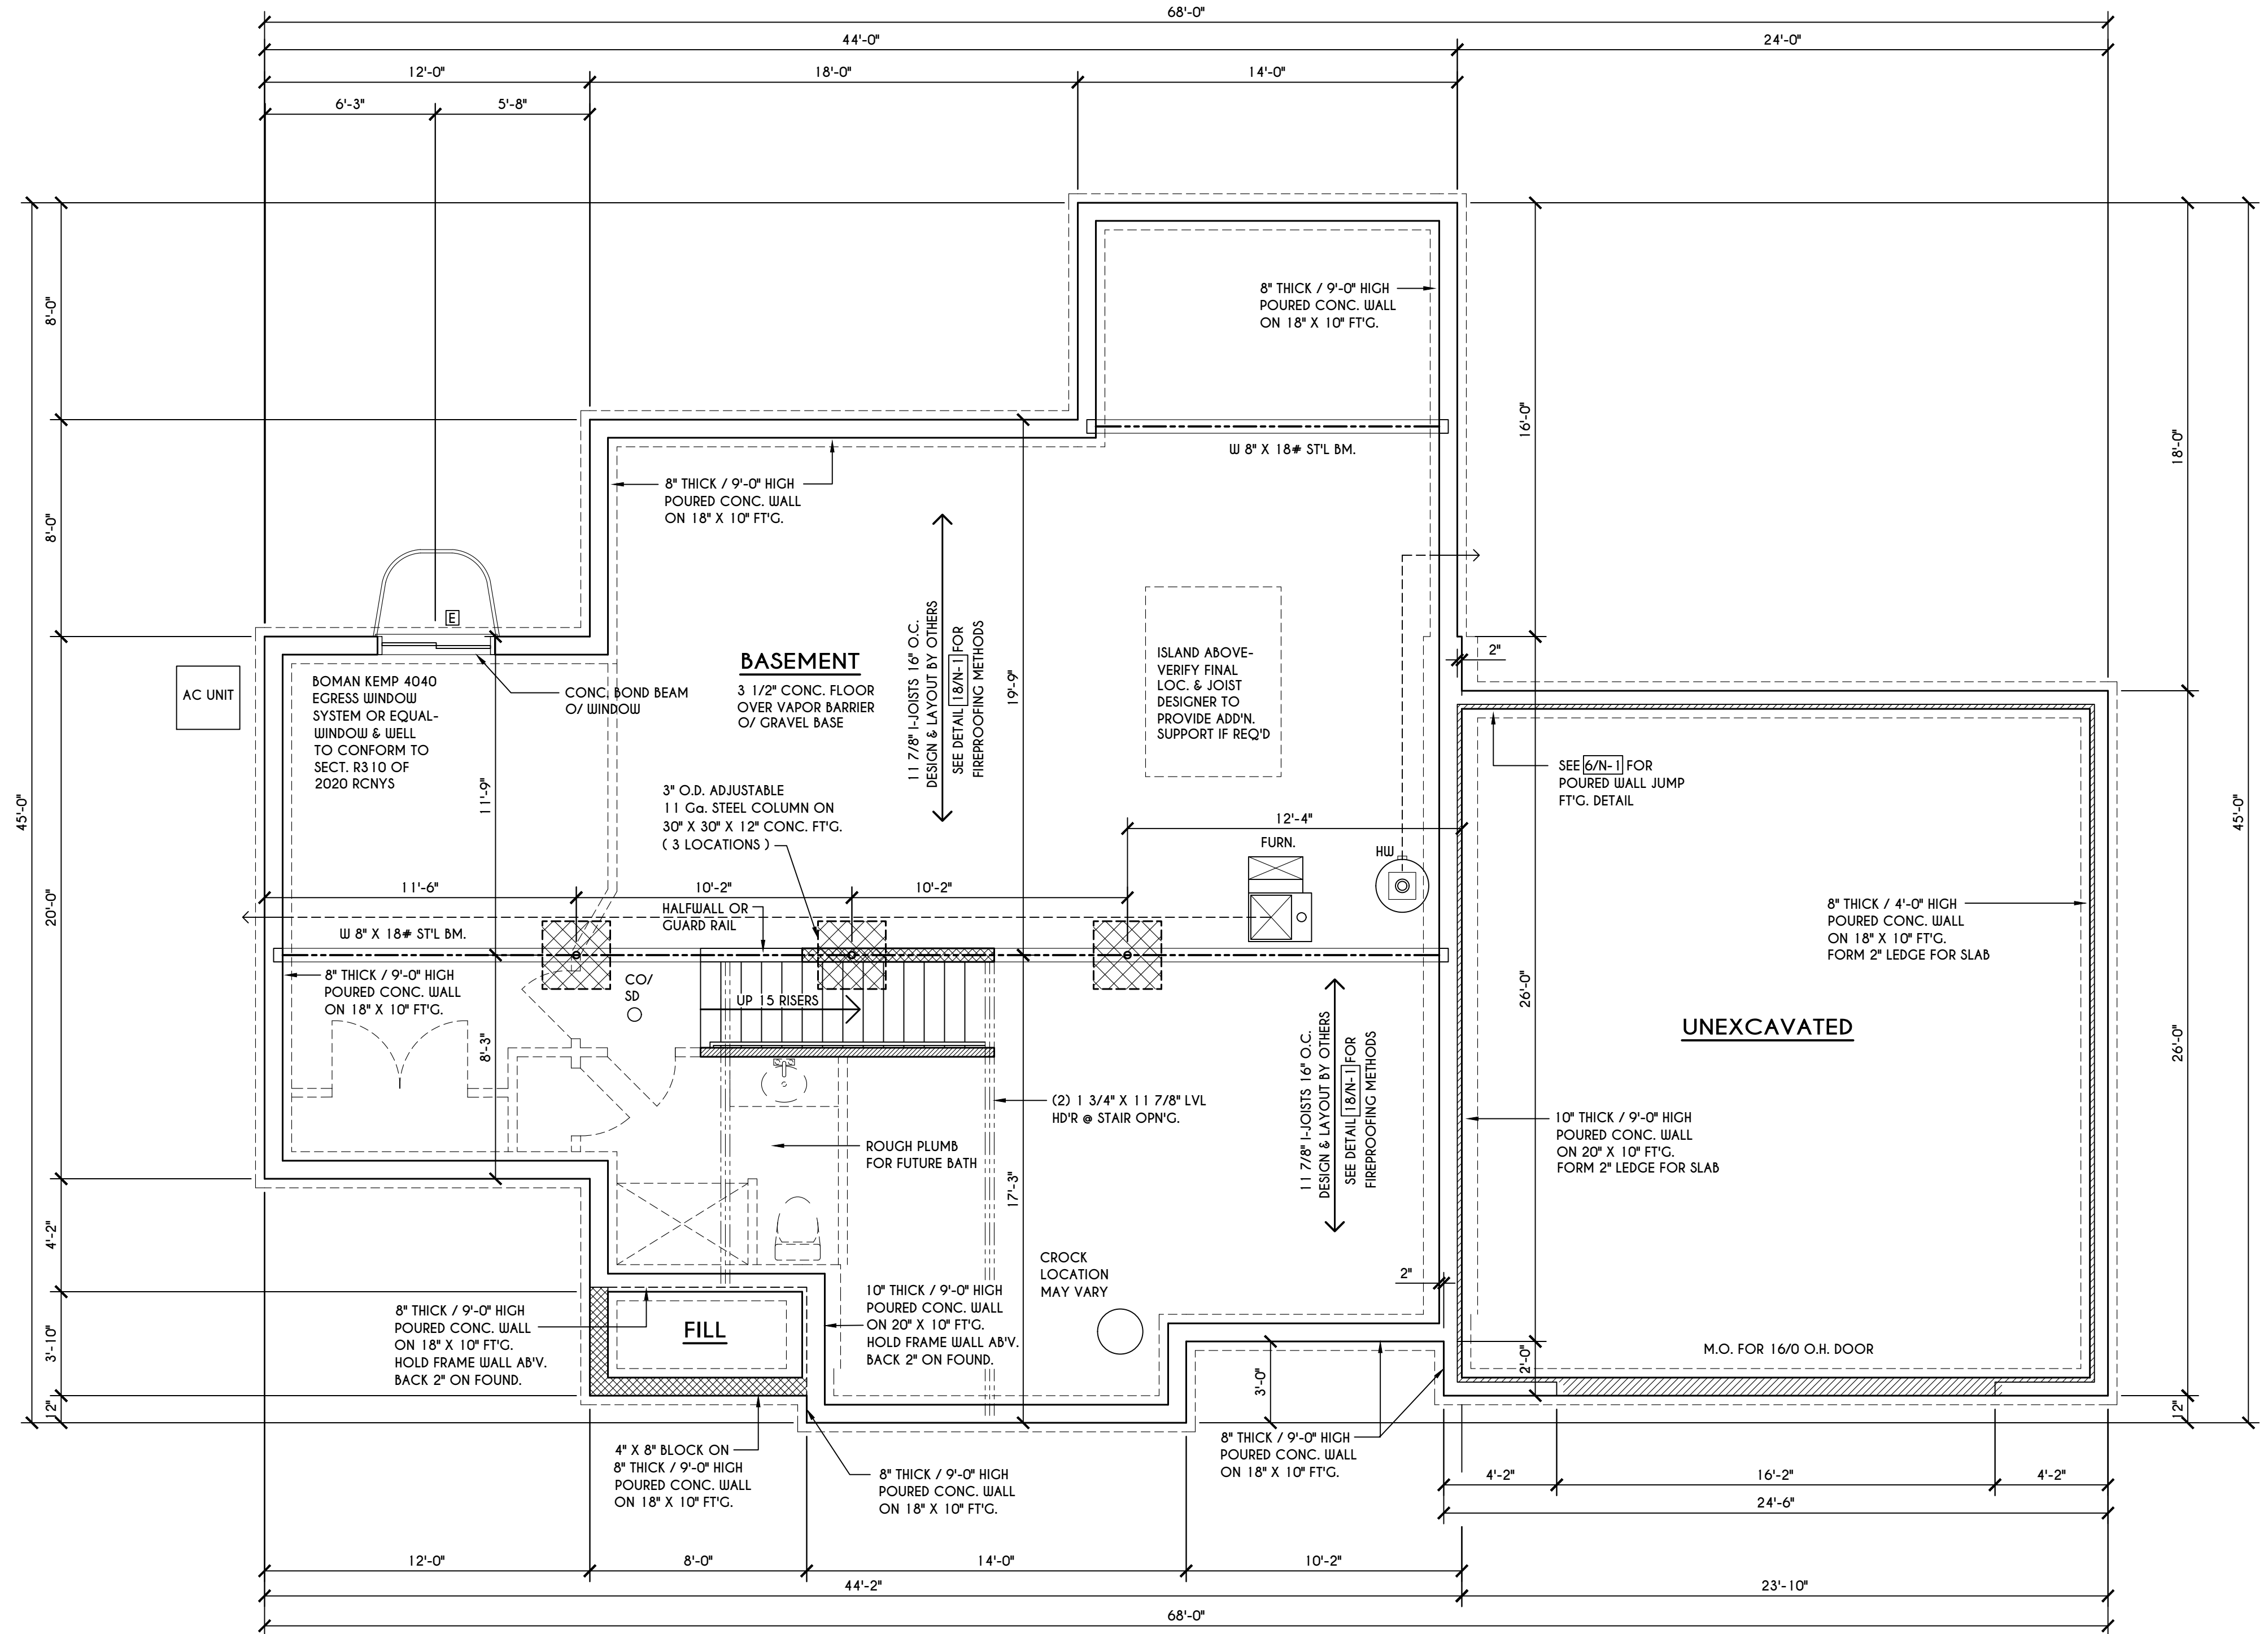 68'-0"
44'-0"
24'-0"
12'-0"
18'-0"
14'-0"
6'-3"
5'-8"
8'-0"
8'-0"
20'-0"
4'-2"
3'-10"
12"
45'-0"
8" THICK / 9'-0" HIGH
POURED CONC. WALL
ON 18" X 10" FT'G.
W 8" X 18# ST'L BM.
16'-0"
18'-0"
8" THICK / 9'-0" HIGH
POURED CONC. WALL
ON 18" X 10" FT'G.
E
AC UNIT
BOMAN KEMP 4040
EGRESS WINDOW
SYSTEM OR EQUAL-
WINDOW & WELL
TO CONFORM TO
SECT. R310 OF
2020 RCNYS
CONC. BOND BEAM
O/ WINDOW
BASEMENT
3 1/2" CONC. FLOOR
OVER VAPOR BARRIER
O/ GRAVEL BASE
11 7/8" I-JOISTS 16" O.C.
DESIGN & LAYOUT BY OTHERS
SEE DETAIL 18/N-1 FOR
FIREPROOFING METHODS
19'-9"
ISLAND ABOVE-
VERIFY FINAL
LOC. & JOIST
DESIGNER TO
PROVIDE ADD'N.
SUPPORT IF REQ'D
2"
SEE 6/N-1 FOR
POURED WALL JUMP
FT'G. DETAIL
11'-9"
3" O.D. ADJUSTABLE
11 Ga. STEEL COLUMN ON
30" X 30" X 12" CONC. FT'G.
( 3 LOCATIONS )
12'-4"
FURN.
HW
11'-6"
10'-2"
10'-2"
HALFWALL OR
GUARD RAIL
W 8" X 18# ST'L BM.
8" THICK / 9'-0" HIGH
POURED CONC. WALL
ON 18" X 10" FT'G.
CO/
SD
UP 15 RISERS
8'-3"
8" THICK / 4'-0" HIGH
POURED CONC. WALL
ON 18" X 10" FT'G.
FORM 2" LEDGE FOR SLAB
26'-0"
UNEXCAVATED
26'-0"
45'-0"
11 7/8" I-JOISTS 16" O.C.
DESIGN & LAYOUT BY OTHERS
SEE DETAIL 18/N-1 FOR
FIREPROOFING METHODS
(2) 1 3/4" X 11 7/8" LVL
HD'R @ STAIR OPN'G.
10" THICK / 9'-0" HIGH
POURED CONC. WALL
ON 20" X 10" FT'G.
FORM 2" LEDGE FOR SLAB
ROUGH PLUMB
FOR FUTURE BATH
17'-3"
CROCK
LOCATION
MAY VARY
2"
8" THICK / 9'-0" HIGH
POURED CONC. WALL
ON 18" X 10" FT'G.
HOLD FRAME WALL AB'V.
BACK 2" ON FOUND.
FILL
10" THICK / 9'-0" HIGH
POURED CONC. WALL
ON 20" X 10" FT'G.
HOLD FRAME WALL AB'V.
BACK 2" ON FOUND.
3'-0"
2'-0"
M.O. FOR 16/0 O.H. DOOR
12"
4" X 8" BLOCK ON
8" THICK / 9'-0" HIGH
POURED CONC. WALL
ON 18" X 10" FT'G.
8" THICK / 9'-0" HIGH
POURED CONC. WALL
ON 18" X 10" FT'G.
8" THICK / 9'-0" HIGH
POURED CONC. WALL
ON 18" X 10" FT'G.
4'-2"
16'-2"
4'-2"
24'-6"
12'-0"
8'-0"
14'-0"
10'-2"
44'-2"
23'-10"
68'-0"